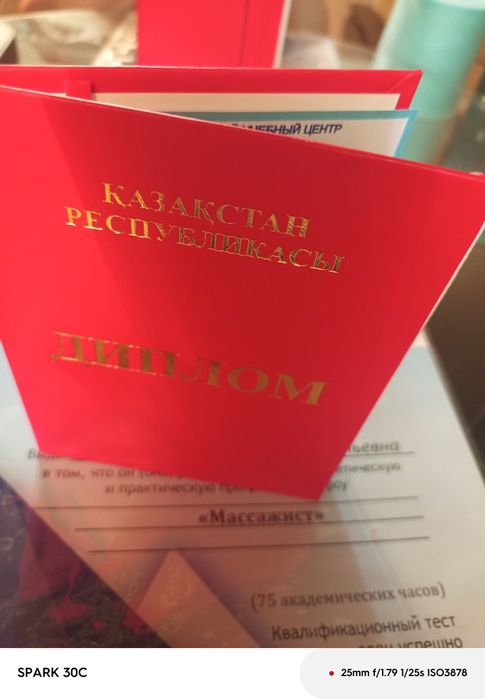 УЧЕБНЫЙ ЦЕНТР
ҚАЗАҚСТАН
РЕСПУБЛИКАСЫ
ДИПЛОМ
в том, что он
и практическую
«Массажист»
(75 академических часов)
Квалификационный тест
успешно
SPARK 30C
25mm f/1.79 1/25s ISO3878